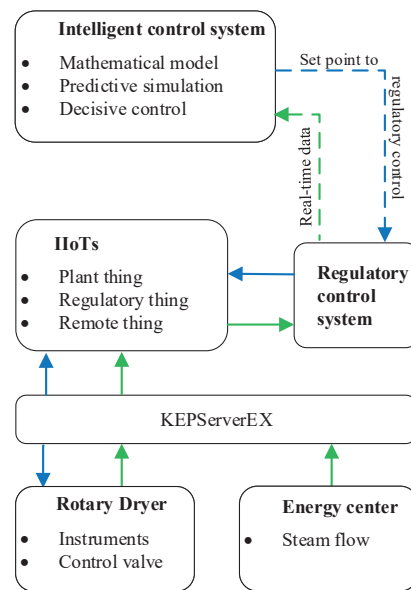 Intelligent control system
• Mathematical model
• Predictive simulation
• Decisive control
Set point to
regulatory control
Real-time data
IIoTs
• Plant thing
• Regulatory thing
• Remote thing
Regulatory
control
system
KEPServerEX
Rotary Dryer
• Instruments
• Control valve
Energy center
• Steam flow